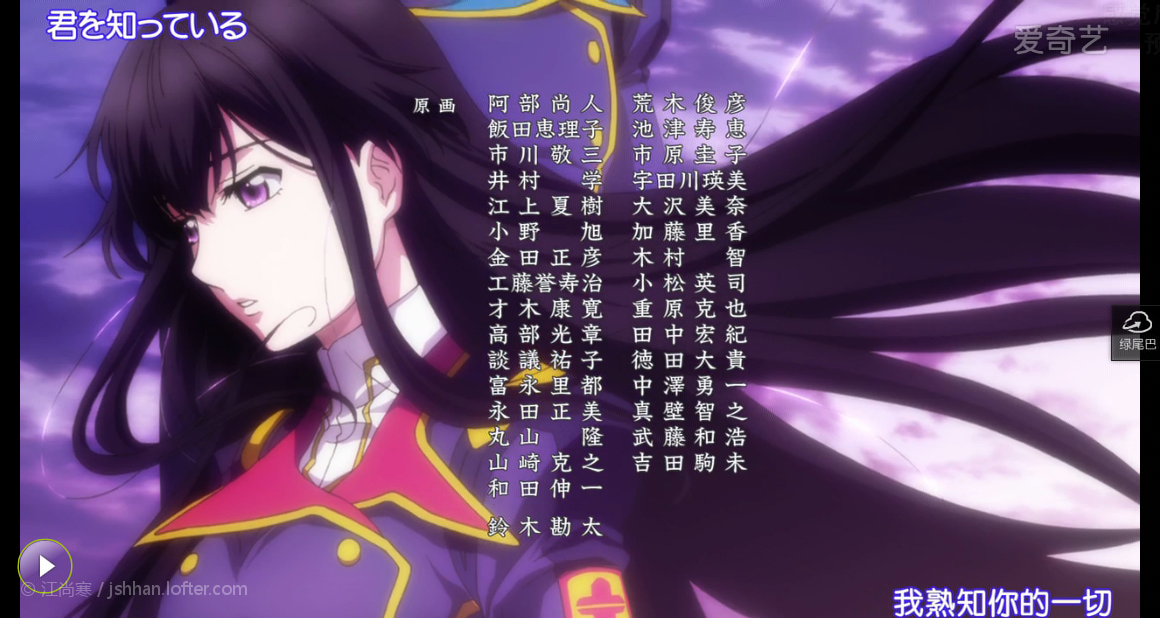 君を知っている
爱奇艺
原画
阿部尚人 荒木俊彦
飯田恵理子 池津寿恵
市川敬三 市原圭子
井村 学 宇田川瑛美
江上夏樹 大沢美奈
小野 旭 加藤里香
金田正彦 木村 智
工藤誉寿治 小松英司
才木康寛 重原克也
高部光章 田中宏紀
談議祐子 徳田大貴
富永里都 中澤勇一
永田正美 真壁智之
丸山 隆 武藤和浩
山崎克之 吉田駒未
和田伸一
鈴木勘太
绿尾巴
© 江尚寒 / jshhan.lofter.com
我熟知你的一切